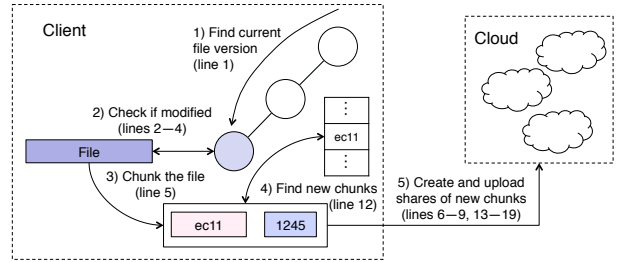 Client
1) Find current
file version
(line 1)
Cloud
2) Check if modified
(lines 2—4)
⋮
ec11
⋮
File
3) Chunk the file
(line 5)
4) Find new chunks
(line 12)
5) Create and upload
shares of new chunks
(lines 6—9, 13—19)
ec11
1245